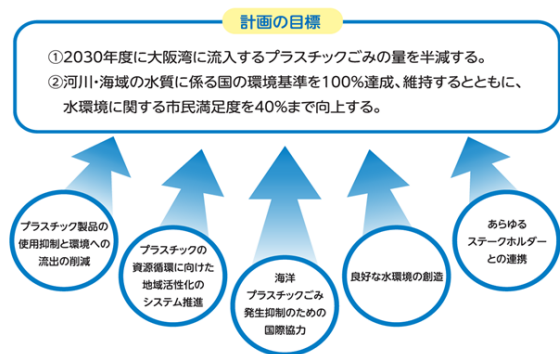 計画の目標
①2030年度に大阪湾に流入するプラスチックごみの量を半減する。
②河川・海域の水質に係る国の環境基準を100%達成、維持するとともに、
水環境に関する市民満足度を40%まで向上する。
プラスチック製品の
使用抑制と環境への
流出の削減
プラスチックの
資源循環に向けた
地域活性化の
システム推進
海洋
プラスチックごみ
発生抑制のための
国際協力
良好な水環境の創造
あらゆる
ステークホルダー
との連携